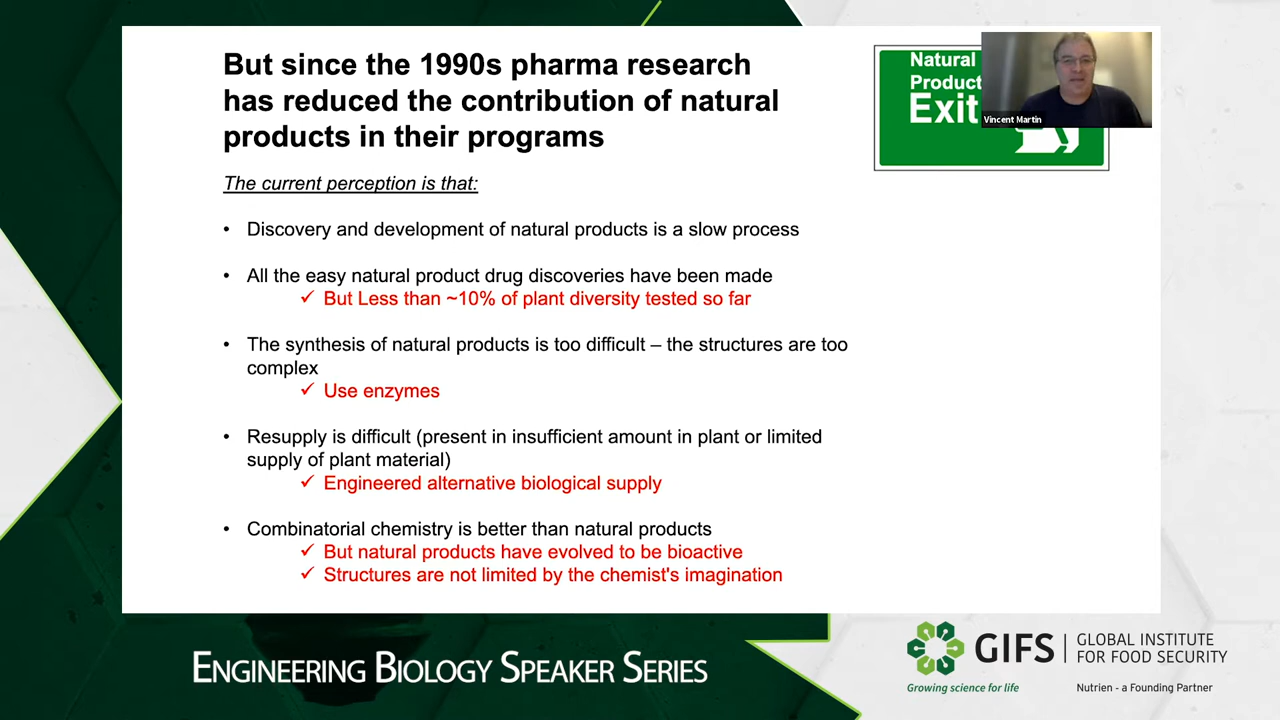 But since the 1990s pharma research
has reduced the contribution of natural
products in their programs
Natural
Product
Exit
Vincent Martin
The current perception is that:
• Discovery and development of natural products is a slow process
• All the easy natural product drug discoveries have been made
✓ But Less than ~10% of plant diversity tested so far
• The synthesis of natural products is too difficult – the structures are too
complex
✓ Use enzymes
• Resupply is difficult (present in insufficient amount in plant or limited
supply of plant material)
✓ Engineered alternative biological supply
• Combinatorial chemistry is better than natural products
✓ But natural products have evolved to be bioactive
✓ Structures are not limited by the chemist's imagination
ENGINEERING BIOLOGY SPEAKER SERIES
GIFS
GLOBAL INSTITUTE
FOR FOOD SECURITY
Growing science for life
Nutrien - a Founding Partner